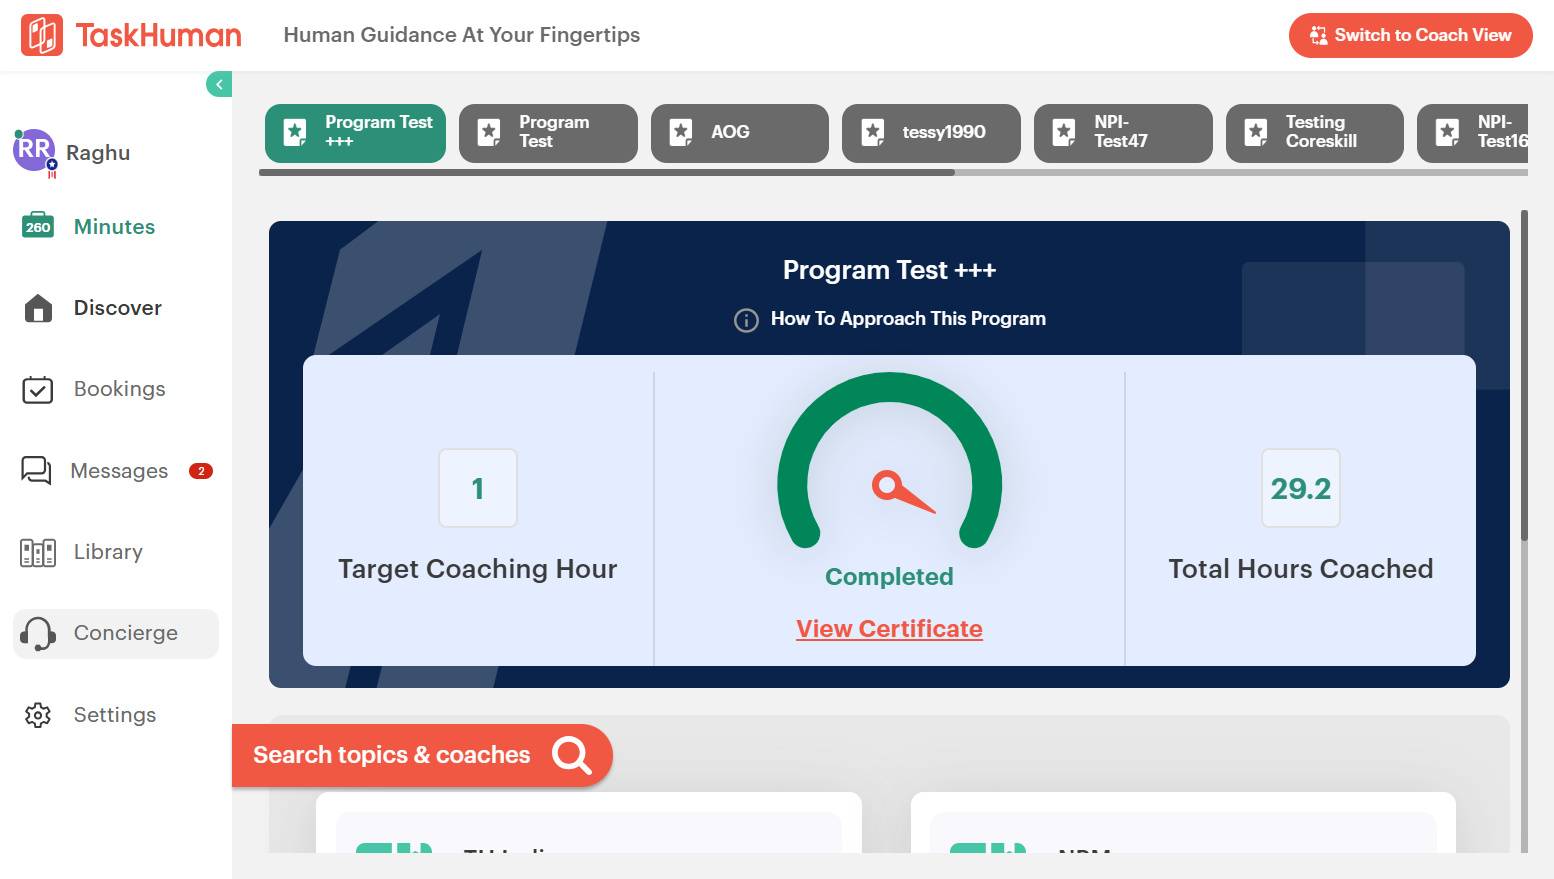 TaskHuman
Human Guidance At Your Fingertips
Switch to Coach View
RR
Raghu
260
Minutes
Discover
Bookings
Messages
2
Library
Concierge
Settings
Program Test
+++
Program
Test
AOG
tessy1990
NPI-
Test47
Testing
Coreskill
NPI-
Test16
Program Test +++
How To Approach This Program
1
Target Coaching Hour
Completed
View Certificate
29.2
Total Hours Coached
Search topics & coaches